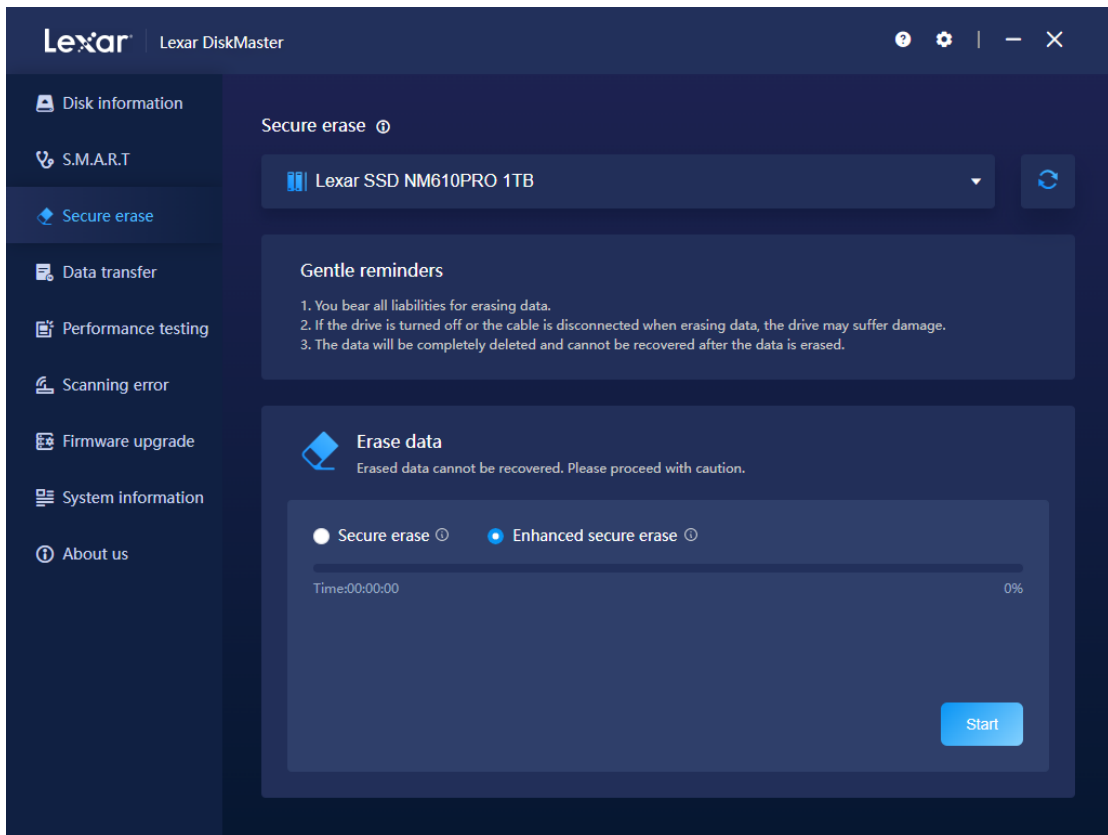 Lexar
Lexar DiskMaster
Disk information
S.M.A.R.T
Secure erase
Data transfer
Performance testing
Scanning error
Firmware upgrade
System information
About us
Secure erase
Lexar SSD NM610PRO 1TB
Gentle reminders
1. You bear all liabilities for erasing data.
2. If the drive is turned off or the cable is disconnected when erasing data, the drive may suffer damage.
3. The data will be completely deleted and cannot be recovered after the data is erased.
Erase data
Erased data cannot be recovered. Please proceed with caution.
Secure erase
Enhanced secure erase
Time:00:00:00
0%
Start